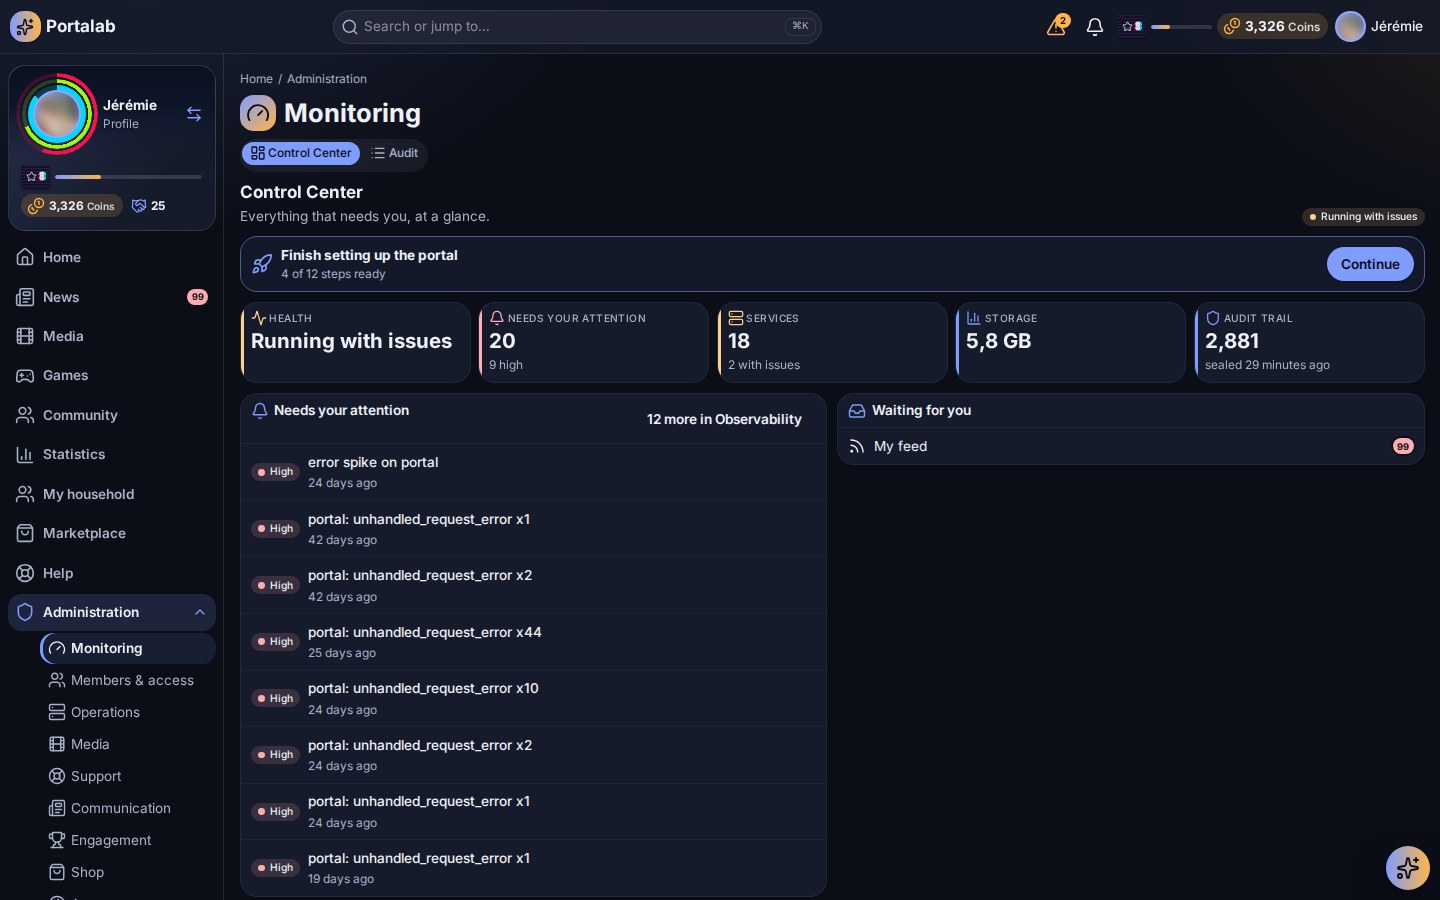 Portalab
Search or jump to...
⌘K
2
3,326 Coins
Jérémie
Jérémie
Profile
3,326 Coins
25
Home
News
99
Media
Games
Community
Statistics
My household
Marketplace
Help
Administration
Monitoring
Members & access
Operations
Media
Support
Communication
Engagement
Shop
Home / Administration
Monitoring
Control Center
Audit
Control Center
Everything that needs you, at a glance.
Running with issues
Finish setting up the portal
4 of 12 steps ready
Continue
HEALTH
Running with issues
NEEDS YOUR ATTENTION
20
9 high
SERVICES
18
2 with issues
STORAGE
5,8 GB
AUDIT TRAIL
2,881
sealed 29 minutes ago
Needs your attention
12 more in Observability
High
error spike on portal
24 days ago
High
portal: unhandled_request_error x1
42 days ago
High
portal: unhandled_request_error x2
42 days ago
High
portal: unhandled_request_error x44
25 days ago
High
portal: unhandled_request_error x10
24 days ago
High
portal: unhandled_request_error x2
24 days ago
High
portal: unhandled_request_error x1
24 days ago
High
portal: unhandled_request_error x1
19 days ago
Waiting for you
My feed
99